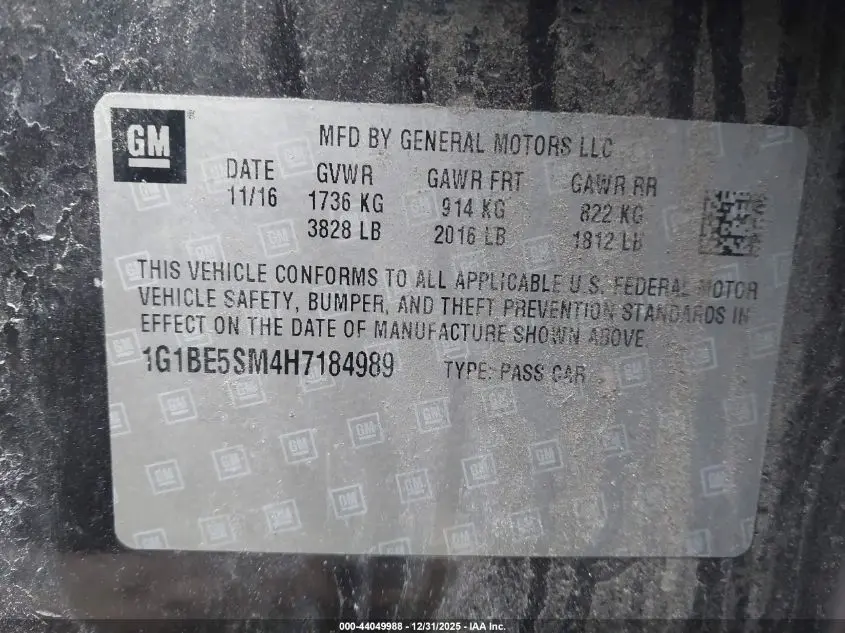 GM
MFD BY GENERAL MOTORS LLC
DATE GVWR GAWR FRT GAWR RR
11/16 1736 KG 914 KG 822 KG
3828 LB 2016 LB 1812 LB
THIS VEHICLE CONFORMS TO ALL APPLICABLE U.S. FEDERAL MOTOR
VEHICLE SAFETY, BUMPER, AND THEFT PREVENTION STANDARDS IN
EFFECT ON THE DATE OF MANUFACTURE SHOWN ABOVE.
1G1BE5SM4H7184989 TYPE: PASS CAR
000-44049988 - 12/31/2025 - IAA Inc.